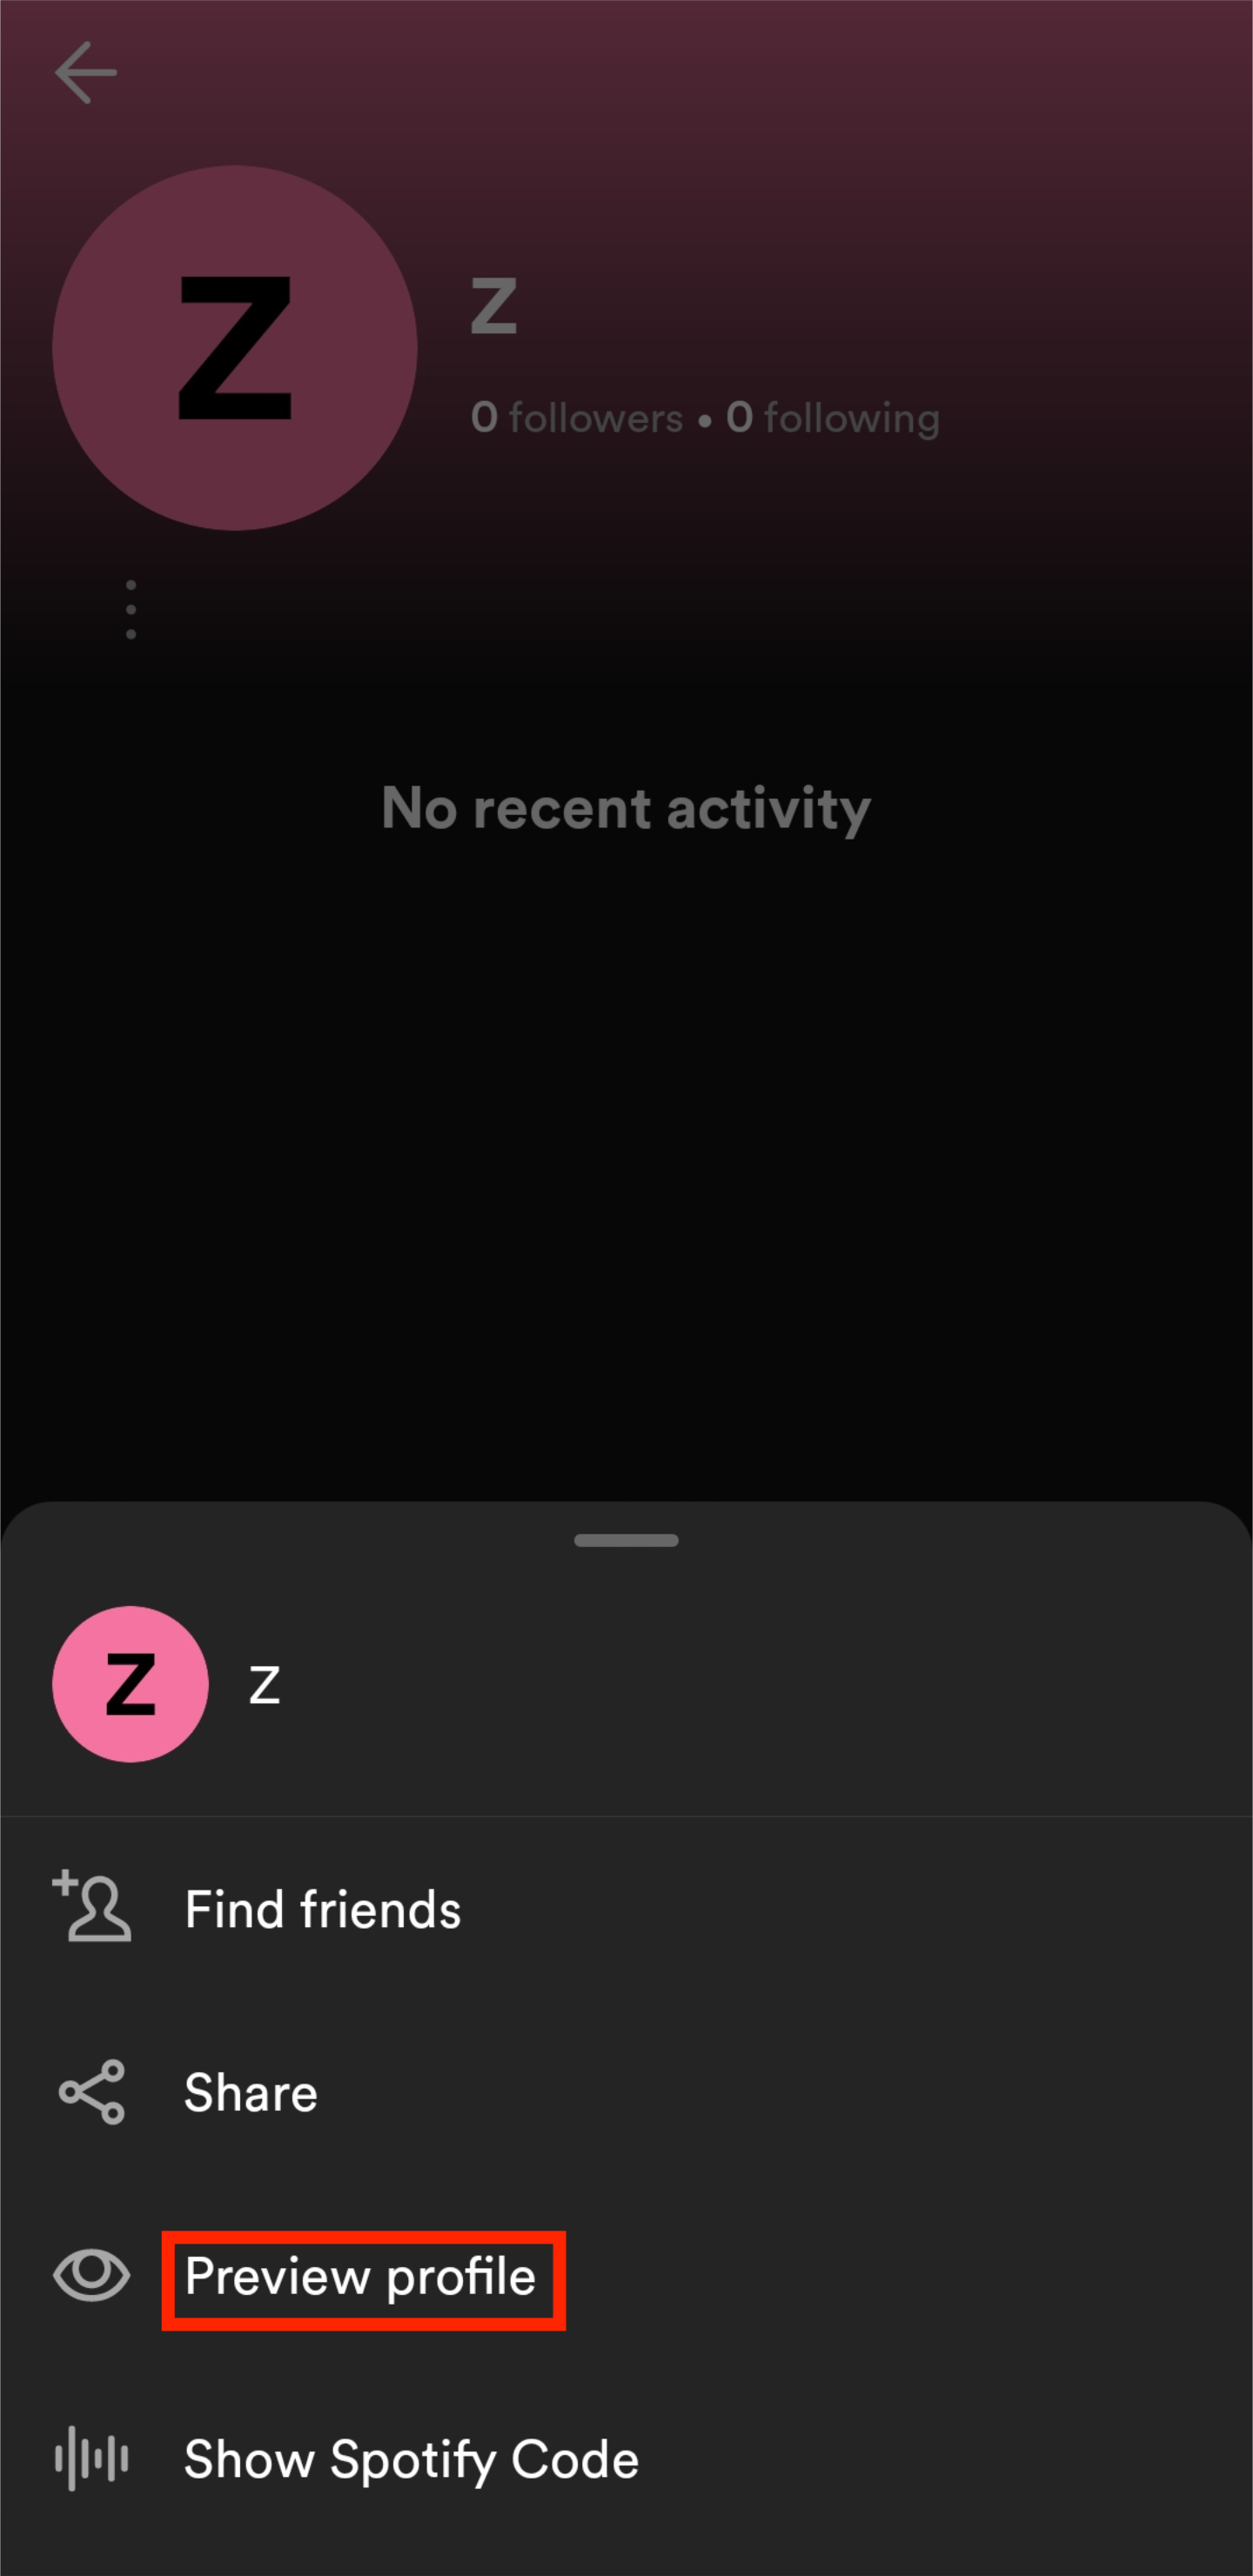 Z
Z
0 followers • 0 following
No recent activity
Z
Z
Find friends
Share
Preview profile
Show Spotify Code